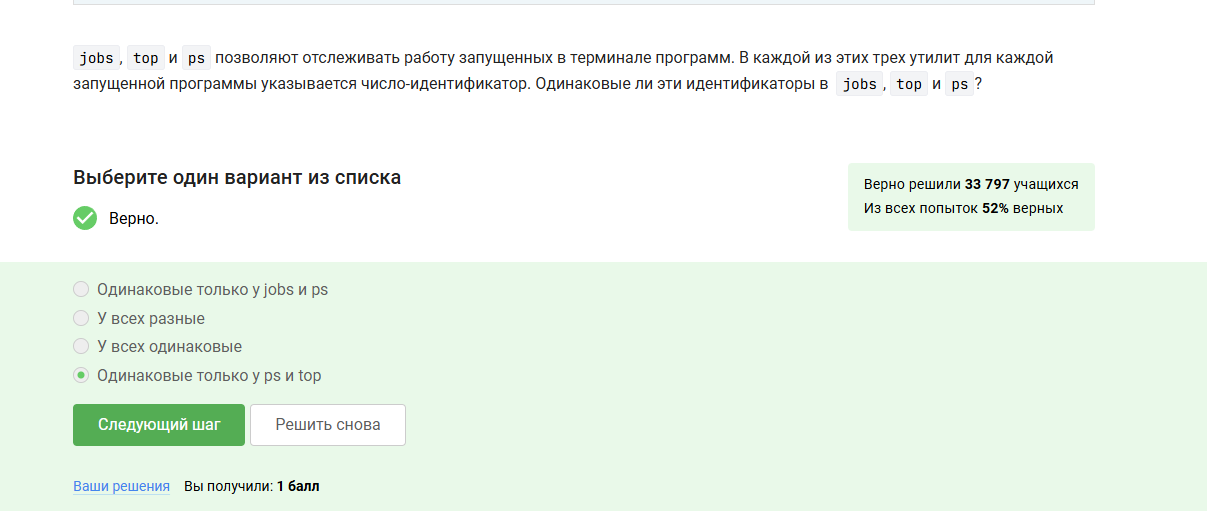 jobs, top и ps позволяют отслеживать работу запущенных в терминале программ. В каждой из этих трех утилит для каждой
запущенной программы указывается число-идентификатор. Одинаковые ли эти идентификаторы в jobs, top и ps?
Выберите один вариант из списка
Верно.
Верно решили 33 797 учащихся
Из всех попыток 52% верных
Одинаковые только у jobs и ps
У всех разные
У всех одинаковые
Одинаковые только у ps и top
Следующий шаг Решить снова
Ваши решения Вы получили: 1 балл